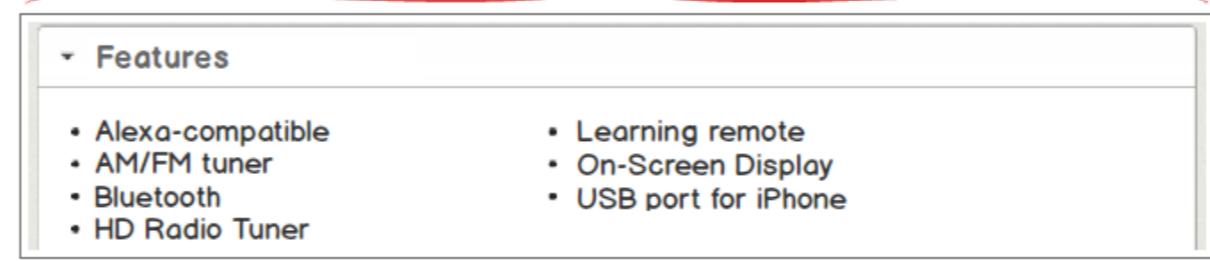 Features
Alexa-compatible
AM/FM tuner
Bluetooth
HD Radio Tuner
Learning remote
On-Screen Display
USB port for iPhone